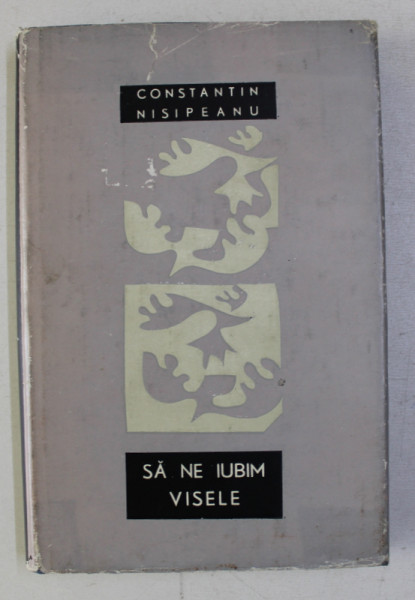 CONSTANTIN
NISIPEANU
SĂ NE IUBIM
VISELE